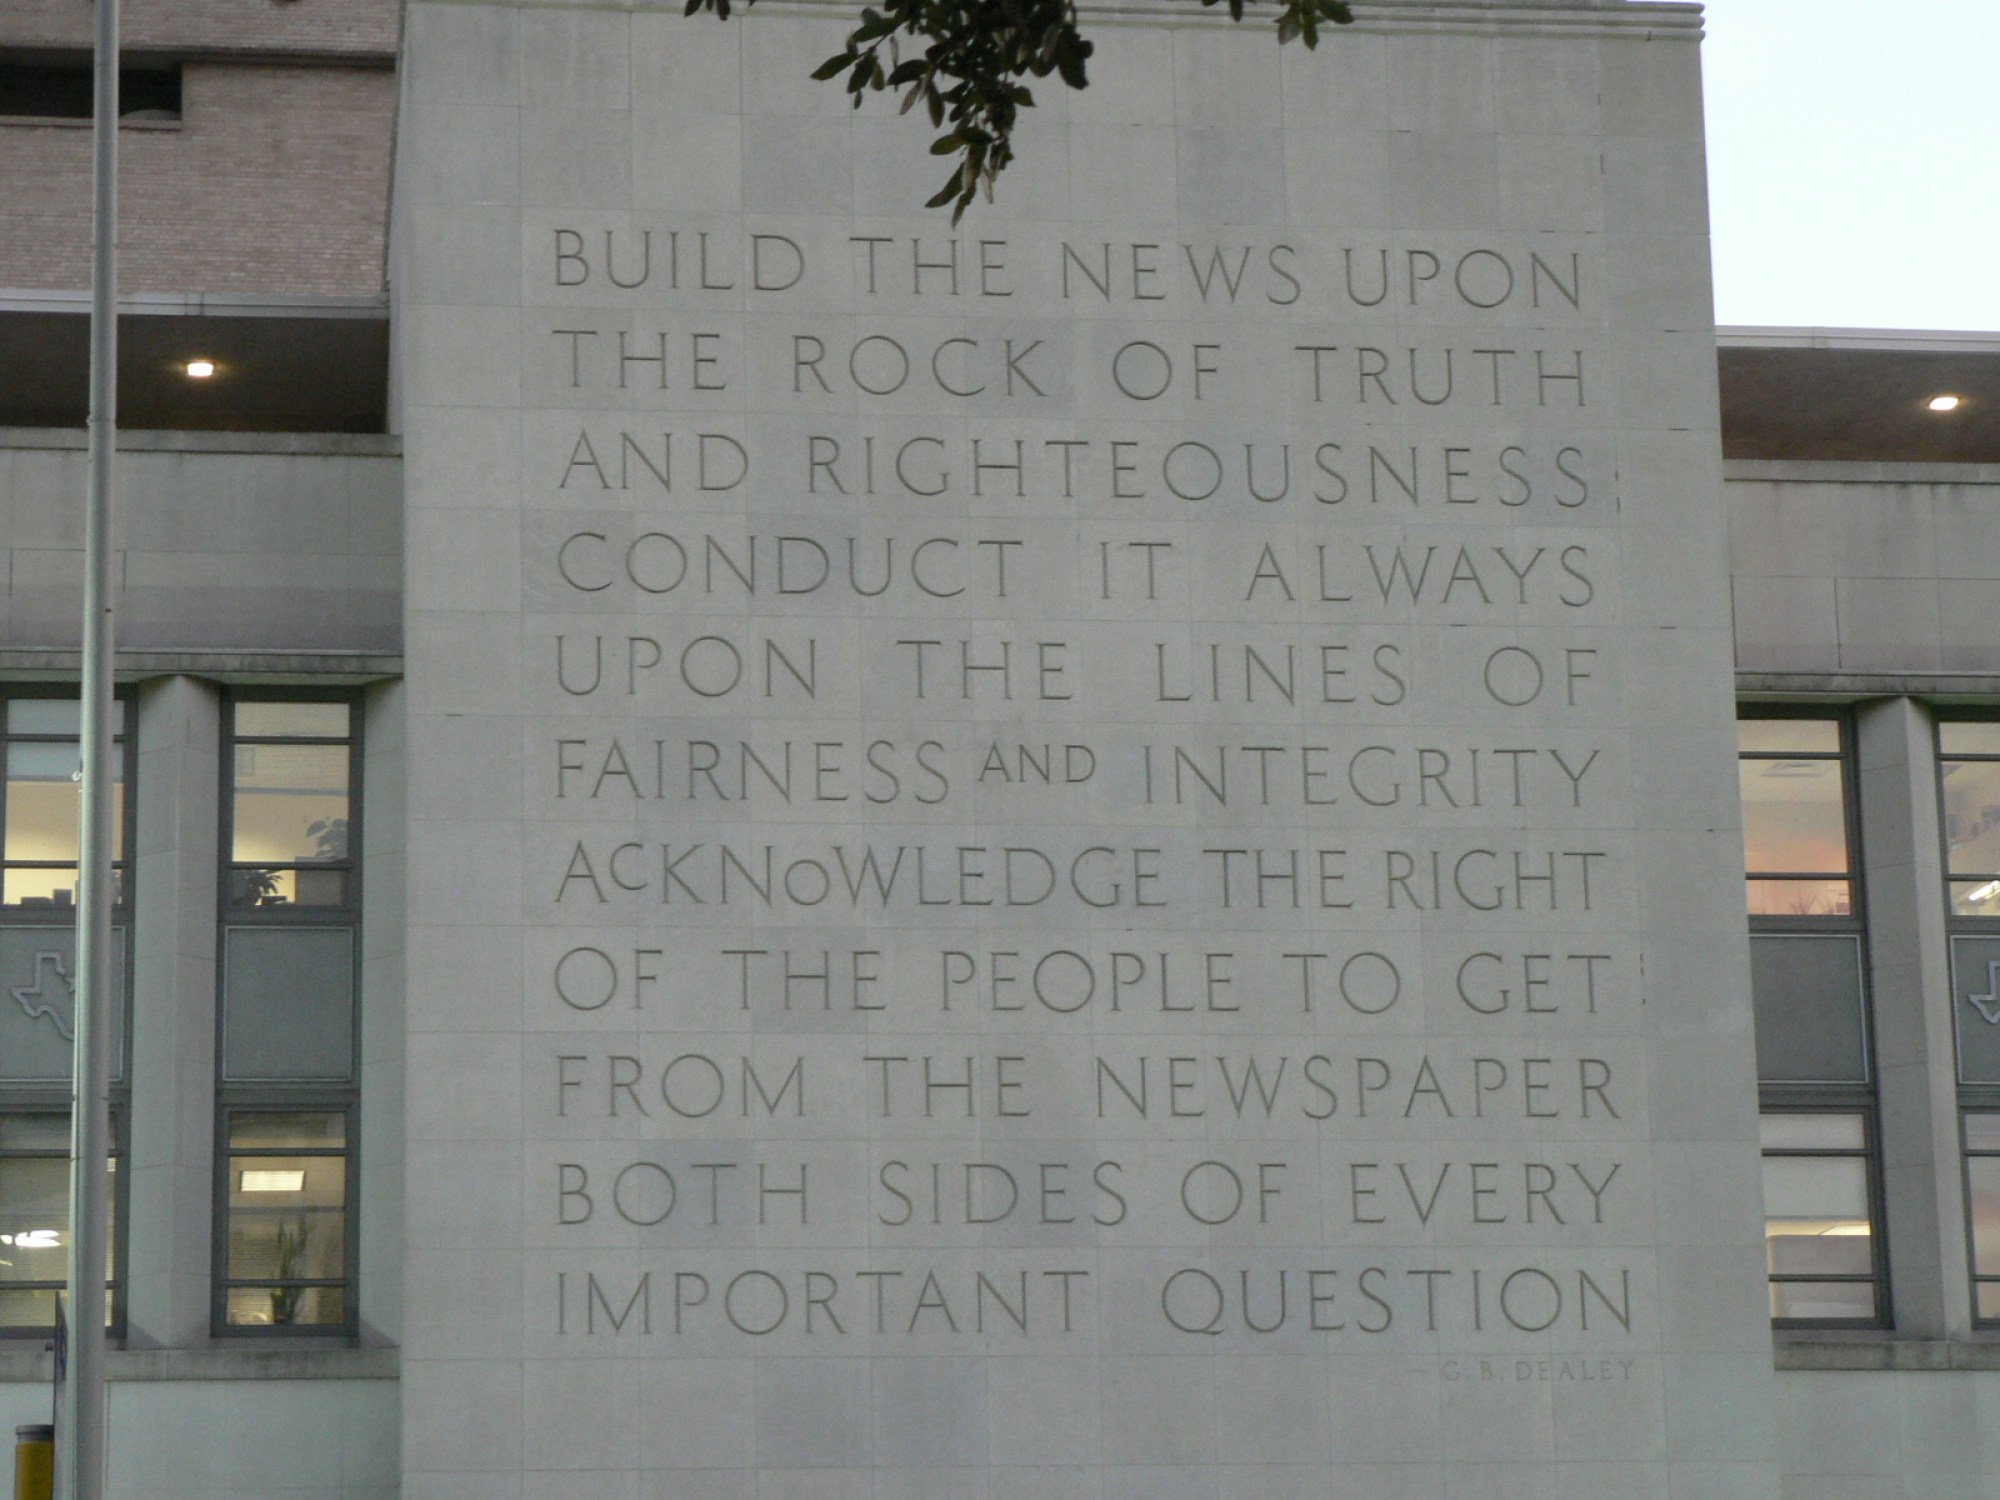 BUILD THE NEWS UPON
THE ROCK OF TRUTH
AND RIGHTEOUSNESS
CONDUCT IT ALWAYS
UPON THE LINES OF
FAIRNESS AND INTEGRITY
ACKNOWLEDGE THE RIGHT
OF THE PEOPLE TO GET
FROM THE NEWSPAPER
BOTH SIDES OF EVERY
IMPORTANT QUESTION
— G. B. DEALEY